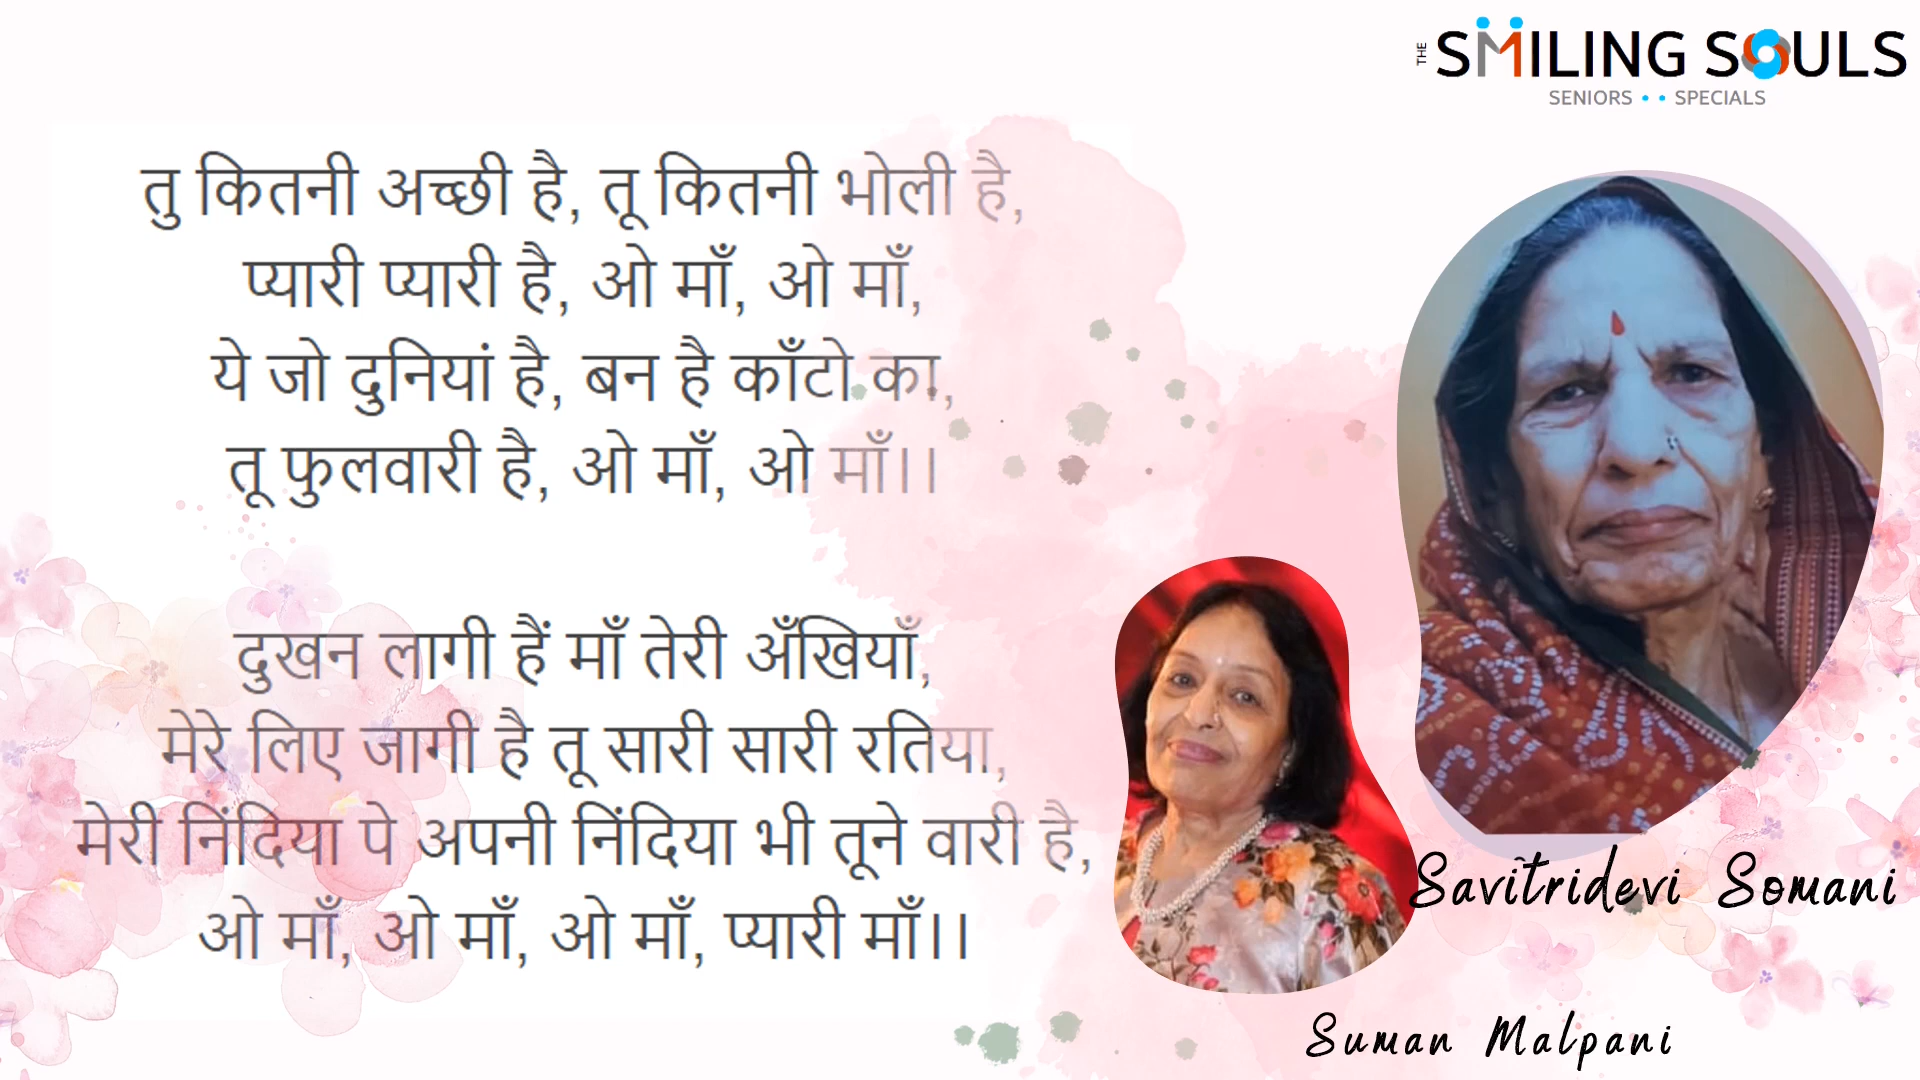 THE SMILING SOULS
SENIORS •• SPECIALS
तु कितनी अच्छी है, तू कितनी भोली है,
प्यारी प्यारी है, ओ माँ, ओ माँ,
ये जो दुनियां है, बन है काँटो का,
तू फुलवारी है, ओ माँ, ओ माँ।।
दुखन लागी हैं माँ तेरी अँखियाँ,
मेरे लिए जागी है तू सारी सारी रतिया,
मेरी निंदिया पे अपनी निंदिया भी तूने वारी है,
ओ माँ, ओ माँ, ओ माँ, प्यारी माँ।।
Savitridevi Somani
Suman Malpani